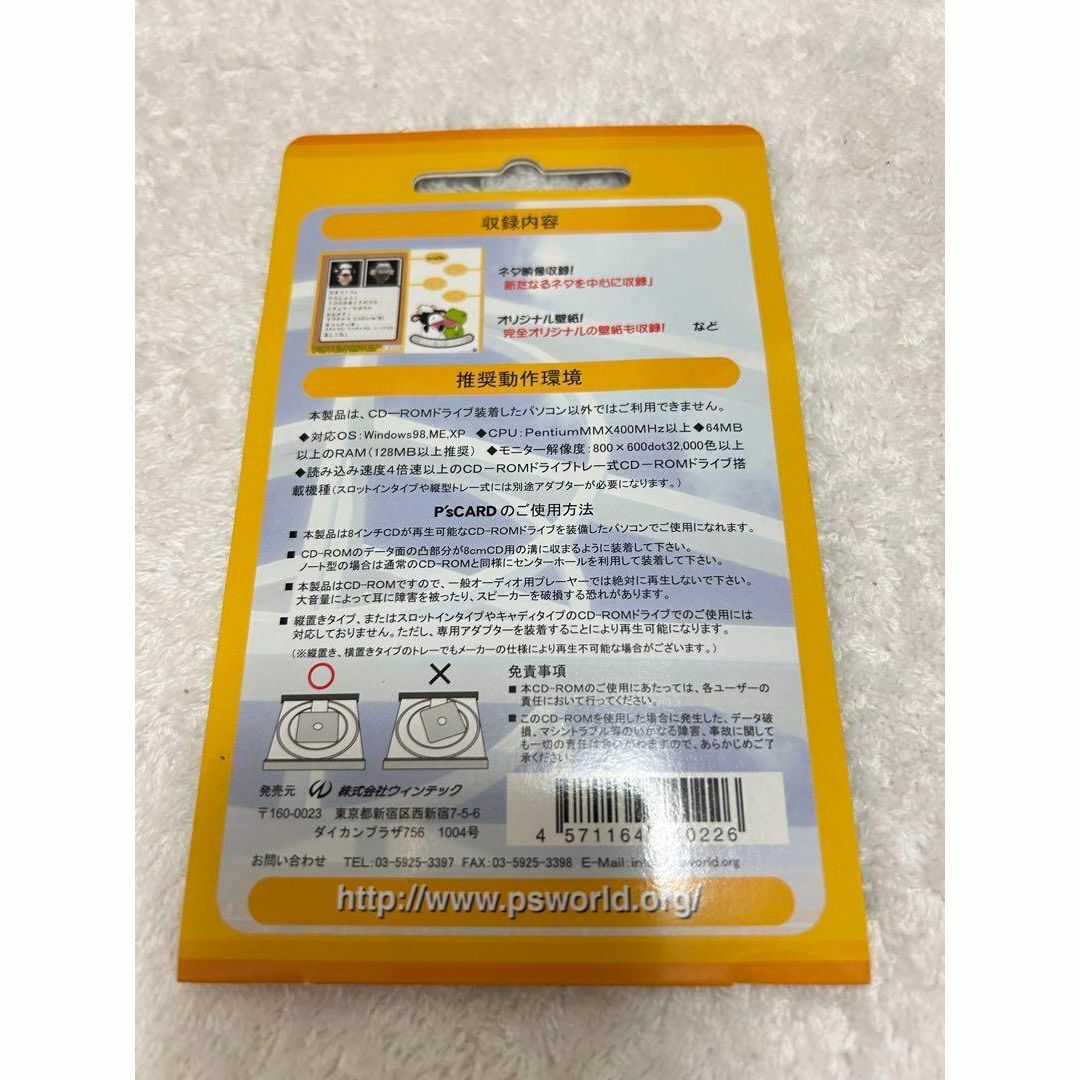 収録内容
ネタ映像収録!
「新たなるネタを中心に収録」
オリジナル壁紙!
完全オリジナルの壁紙も収録! など
推奨動作環境
本製品は、CD−ROMドライブ装着したパソコン以外ではご利用できません。
◆対応OS:Windows98,ME,XP ◆CPU:PentiumMMX400MHz以上◆64MB
以上のRAM(128MB以上推奨) ◆モニター解像度:800×600dot32,000色以上
◆読み込み速度4倍速以上のCD−ROMドライブトレー式CD−ROMドライブ搭
載機種(スロットインタイプや縦型トレー式には別途アダプターが必要になります。)
P'sCARD のご使用方法
■ 本製品は8インチCDが再生可能なCD-ROMドライブを装備したパソコンでご使用になれます。
■ CD-ROMのデータ面の凸部分が8cmCD用の溝に収まるように装着して下さい。
ノート型の場合は通常のCD-ROMと同様にセンターホールを利用して装着して下さい。
■ 本製品はCD-ROMですので、一般オーディオ用プレーヤーでは絶対に再生しないで下さい。
大音量によって耳に障害を被ったり、スピーカーを破損する恐れがあります。
■ 縦置きタイプ、またはスロットインタイプやキャディタイプのCD-ROMドライブでのご使用には
対応しておりません。ただし、専用アダプターを装着することにより再生可能になります。
(※縦置き、横置きタイプのトレーでもメーカーの仕様により再生不可能な場合がございます。)
○ ×
免責事項
■ 本CD-ROMのご使用にあたっては、各ユーザーの
責任において行ってください。
■ このCD-ROMを使用した場合に発生した、データ破
損、マシントラブル等のいかなる障害、事故に関して
も一切の責任は負いかねますので、あらかじめご了
承ください。
発売元 株式会社ウインテック
〒160-0023 東京都新宿区西新宿7-5-6
ダイカンプラザ756 1004号
4 571164 0226
お問い合わせ TEL:03-5925-3397 FAX:03-5925-3398 E-Mail:
http://www.psworld.org/